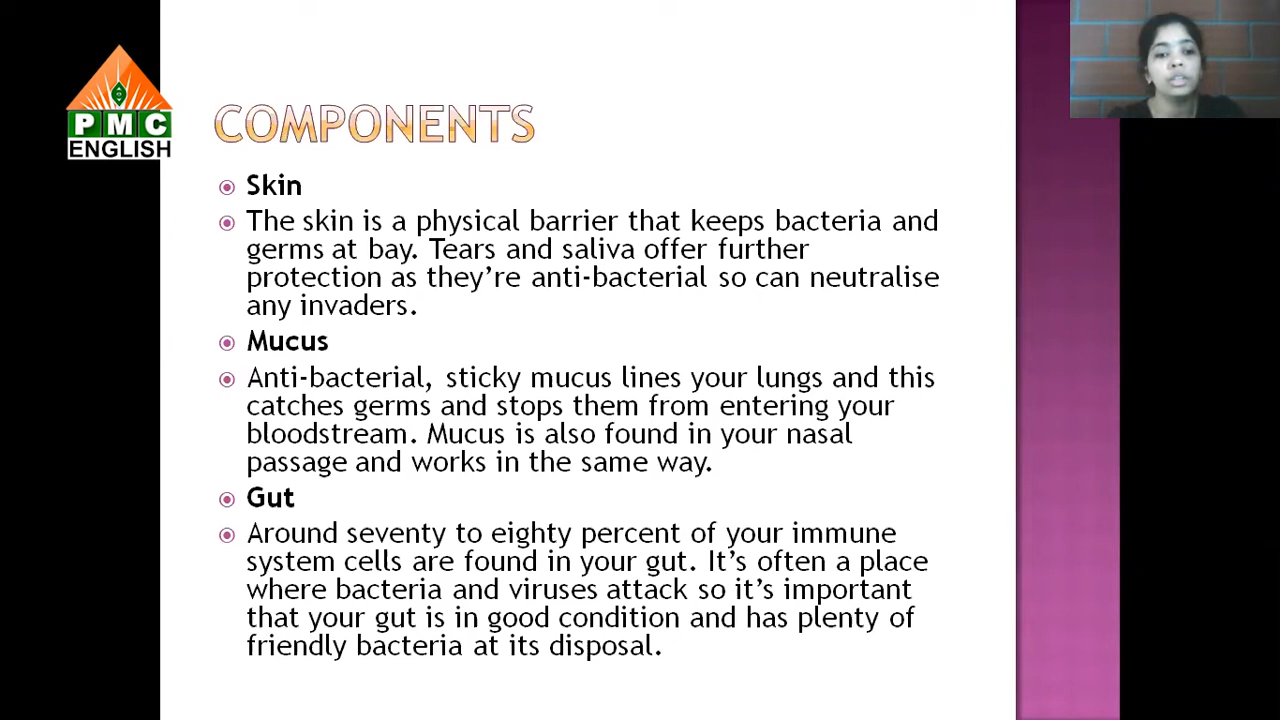 PMC
ENGLISH
COMPONENTS
Skin
The skin is a physical barrier that keeps bacteria and
germs at bay. Tears and saliva offer further
protection as they’re anti-bacterial so can neutralise
any invaders.
Mucus
Anti-bacterial, sticky mucus lines your lungs and this
catches germs and stops them from entering your
bloodstream. Mucus is also found in your nasal
passage and works in the same way.
Gut
Around seventy to eighty percent of your immune
system cells are found in your gut. It’s often a place
where bacteria and viruses attack so it’s important
that your gut is in good condition and has plenty of
friendly bacteria at its disposal.